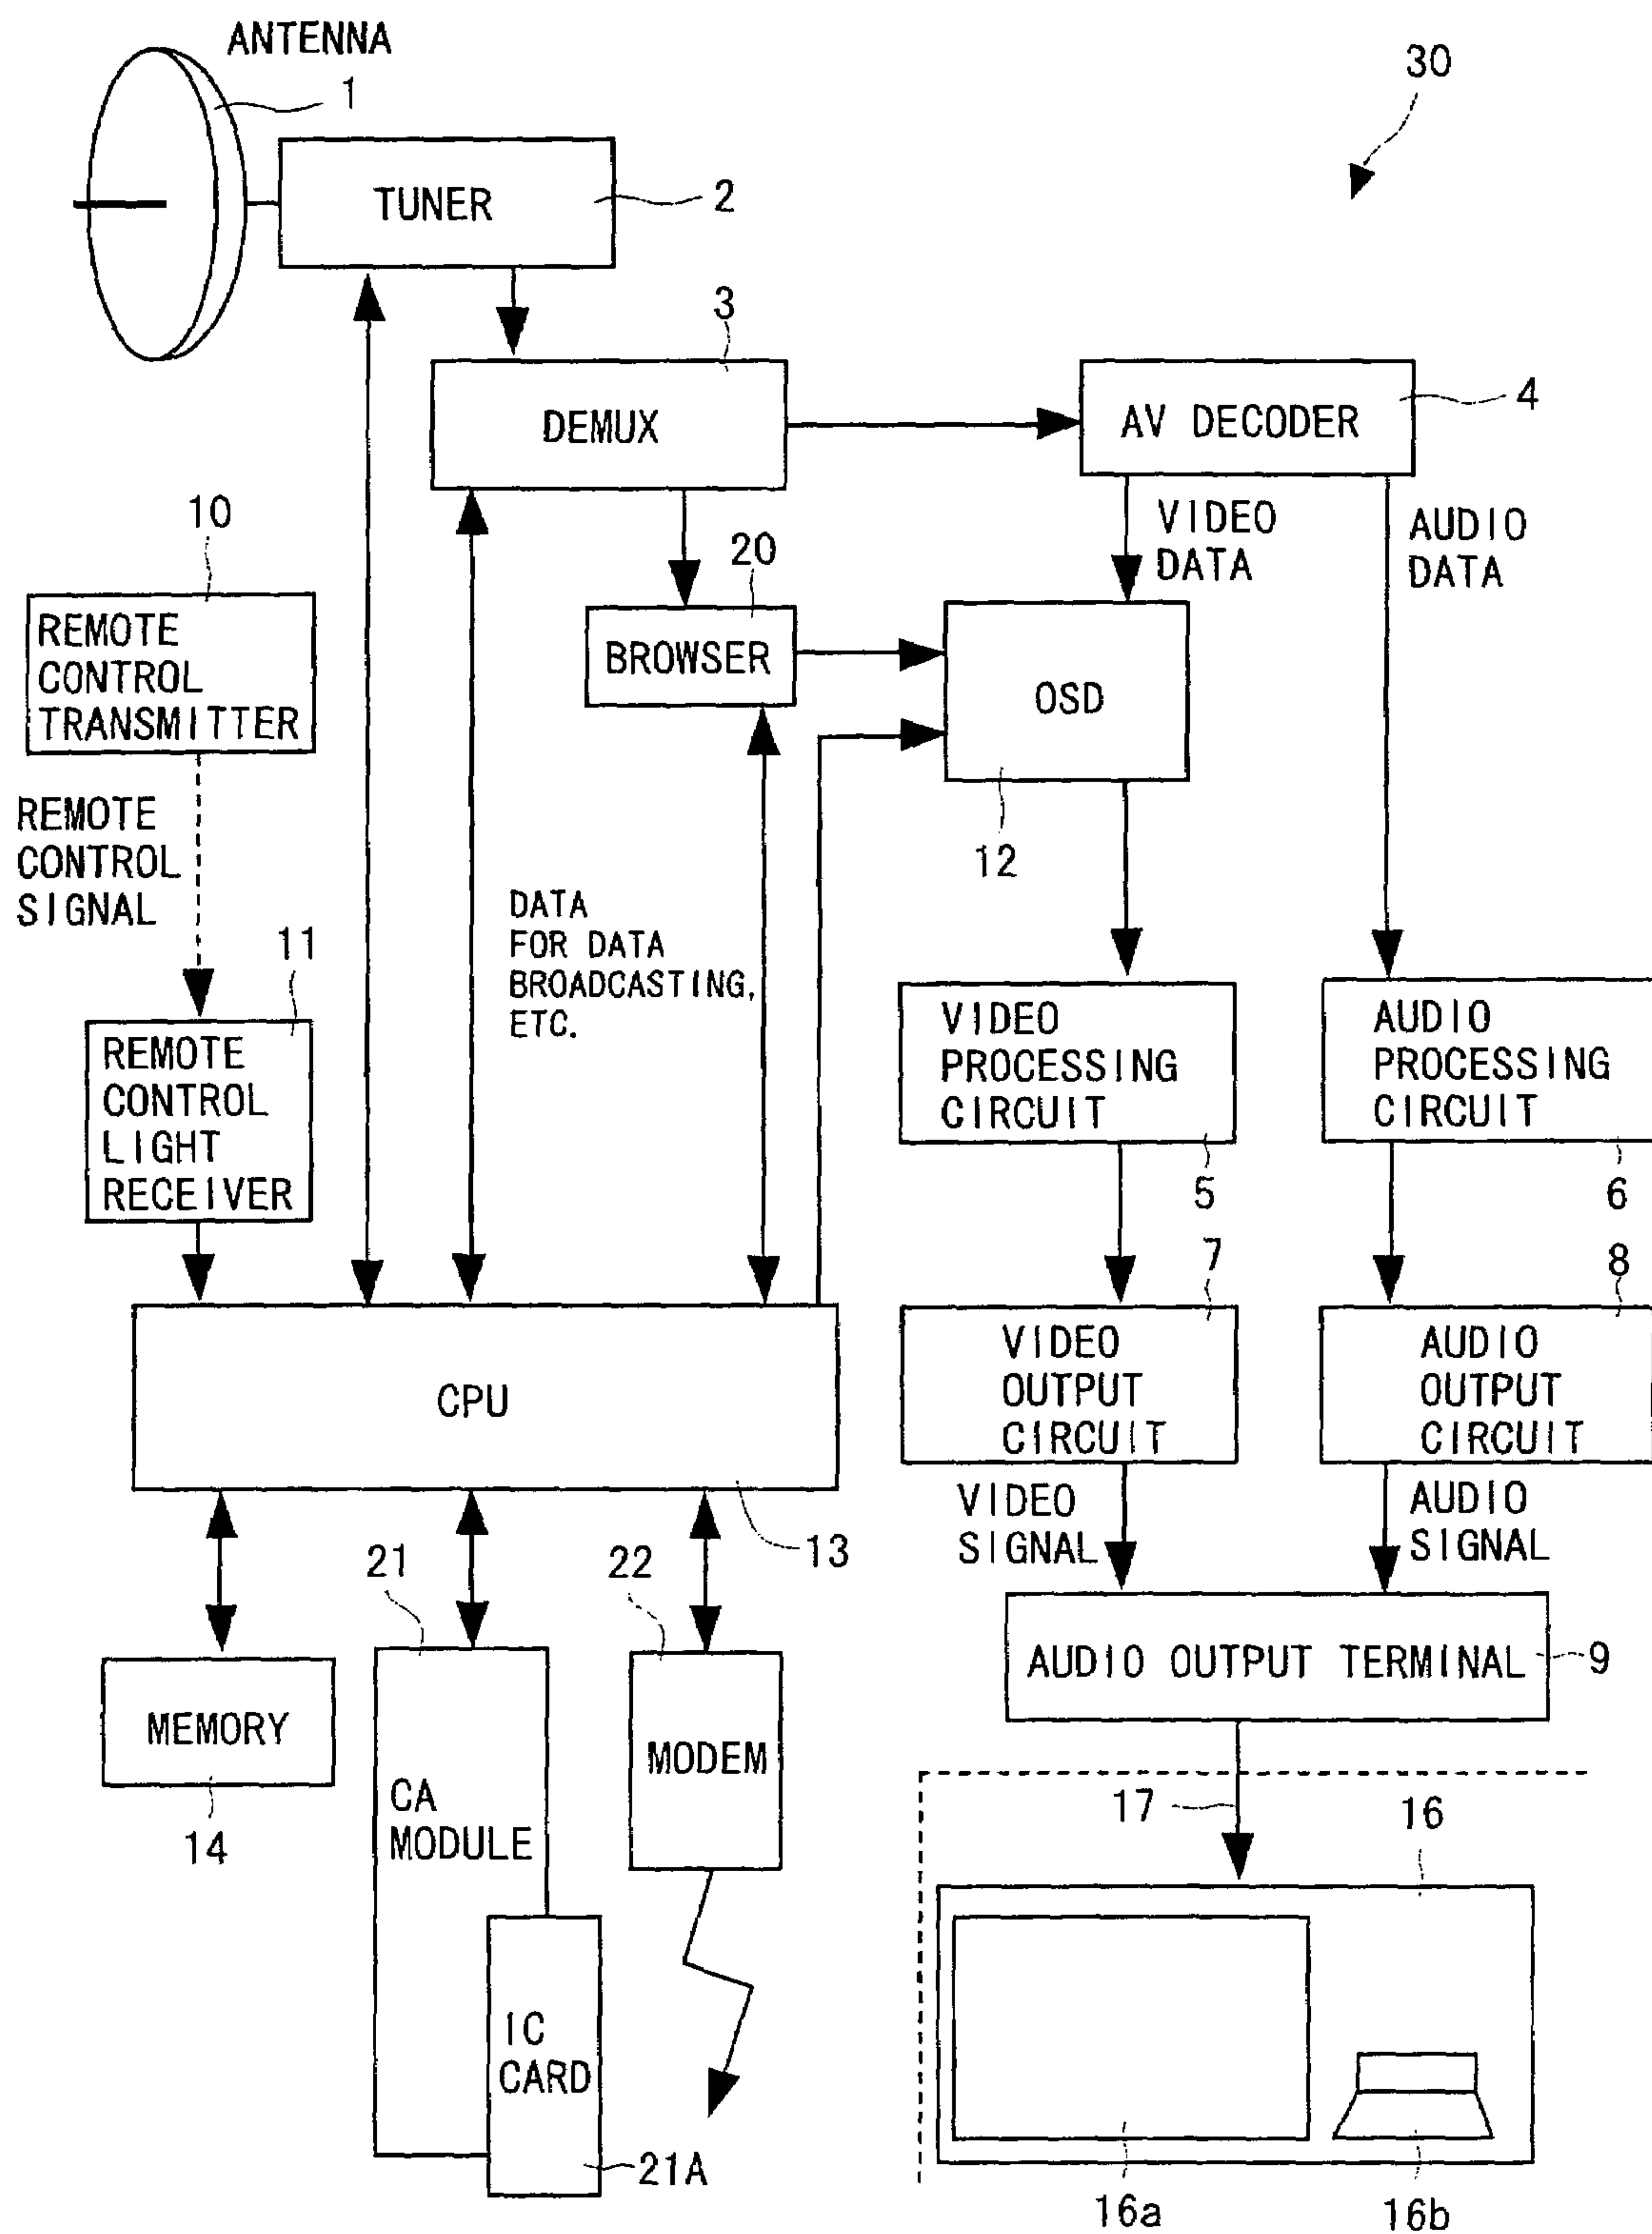 ANTENNA
1
30
TUNER
2
3
DEMUX
AV DECODER
4
10
20
VIDEO
DATA
AUDIO
DATA
REMOTE
CONTROL
TRANSMITTER
BROWSER
OSD
12
REMOTE
CONTROL
SIGNAL
11
DATA
FOR DATA
BROADCASTING,
ETC.
REMOTE
CONTROL
LIGHT
RECEIVER
VIDEO
PROCESSING
CIRCUIT
AUDIO
PROCESSING
CIRCUIT
5
6
7
8
CPU
VIDEO
OUTPUT
CIRCUIT
AUDIO
OUTPUT
CIRCUIT
13
VIDEO
SIGNAL
AUDIO
SIGNAL
21
22
AUDIO OUTPUT TERMINAL
9
MEMORY
14
CA
MODULE
MODEM
17
16
IC
CARD
21A
16a
16b